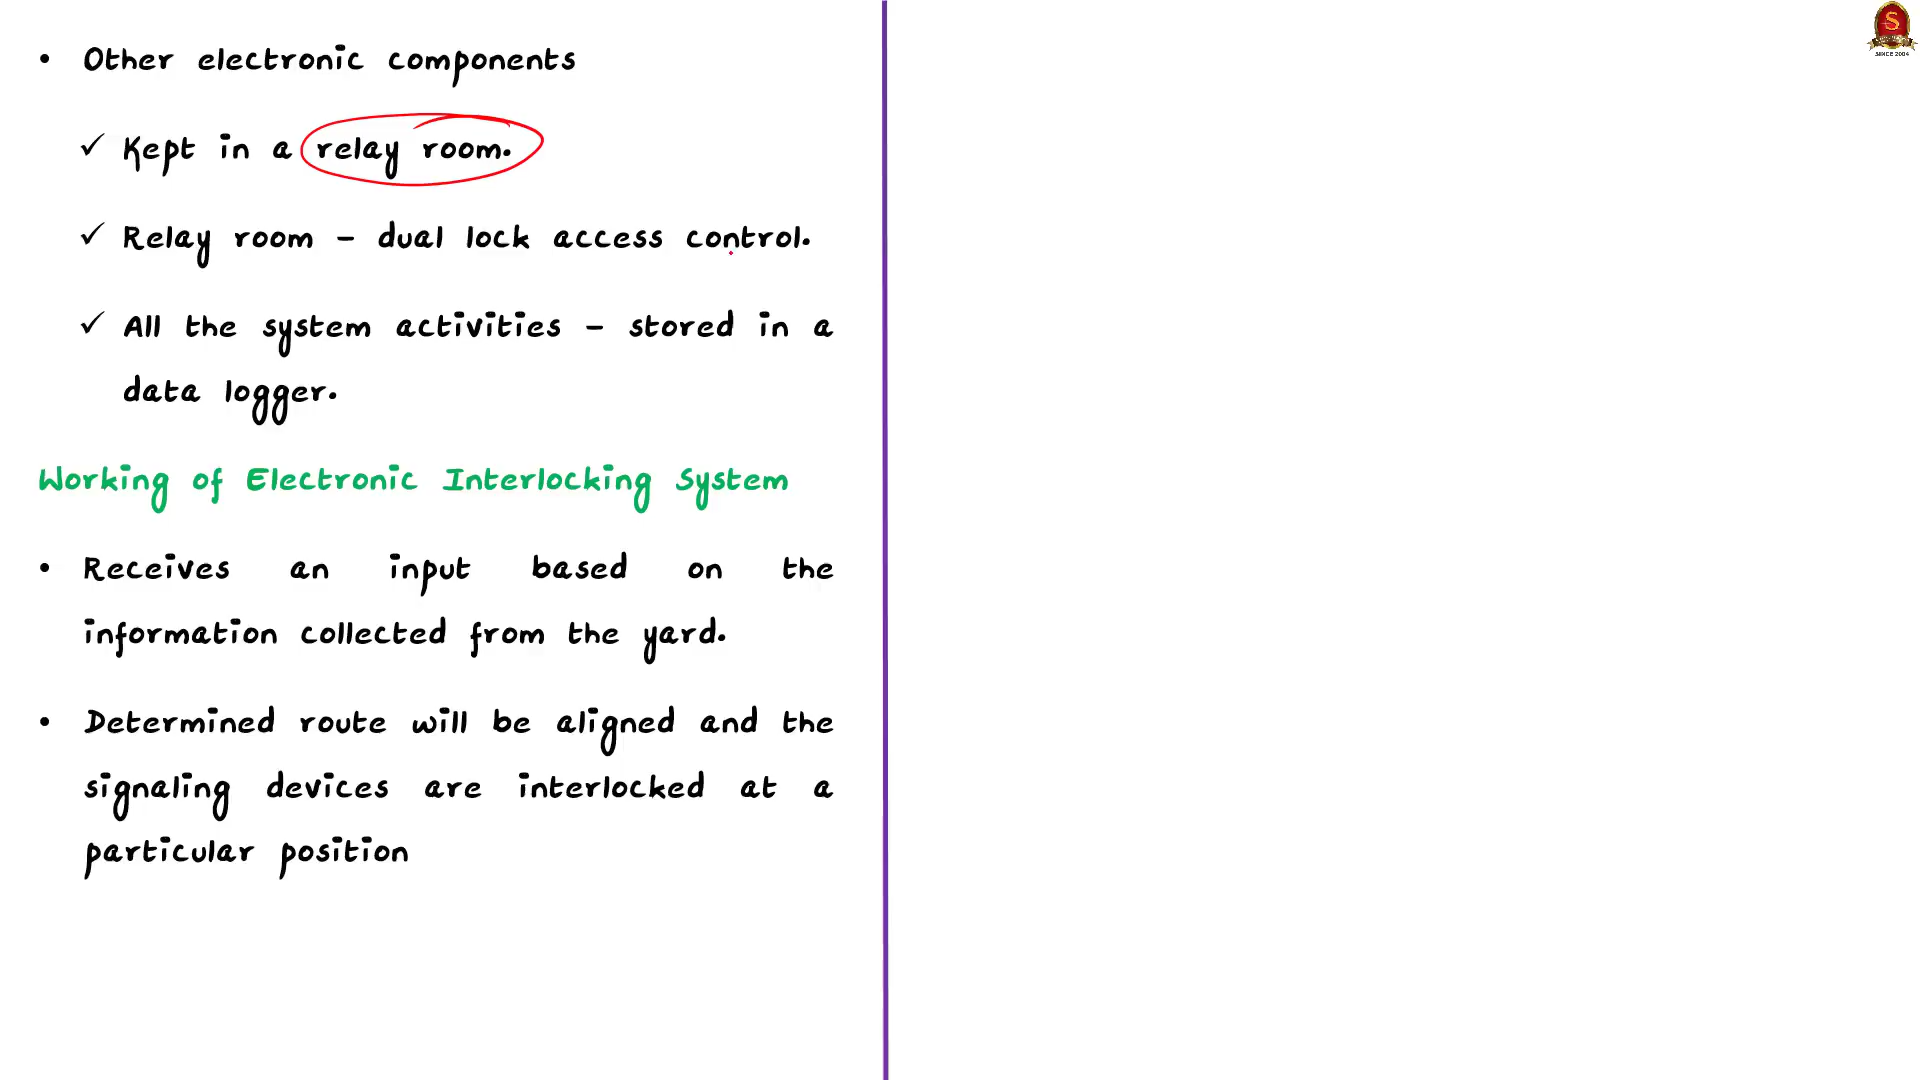 • Other electronic components
✓ Kept in a relay room.
✓ Relay room - dual lock access control.
✓ All the system activities - stored in a
data logger.
Working of Electronic Interlocking System
• Receives an input based on the
information collected from the yard.
• Determined route will be aligned and the
signaling devices are interlocked at a
particular position
S
SINCE 2004